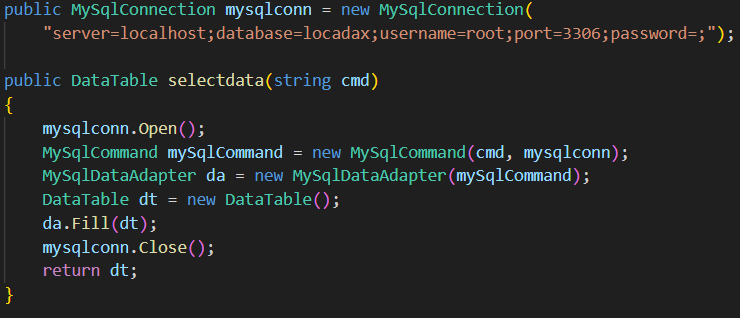 public MySqlConnection mysqlconn = new MySqlConnection(
"server=localhost;database=locadax;username=root;port=3306;password=;");
public DataTable selectdata(string cmd)
{
mysqlconn.Open();
MySqlCommand mySqlCommand = new MySqlCommand(cmd, mysqlconn);
MySqlDataAdapter da = new MySqlDataAdapter(mySqlCommand);
DataTable dt = new DataTable();
da.Fill(dt);
mysqlconn.Close();
return dt;
}